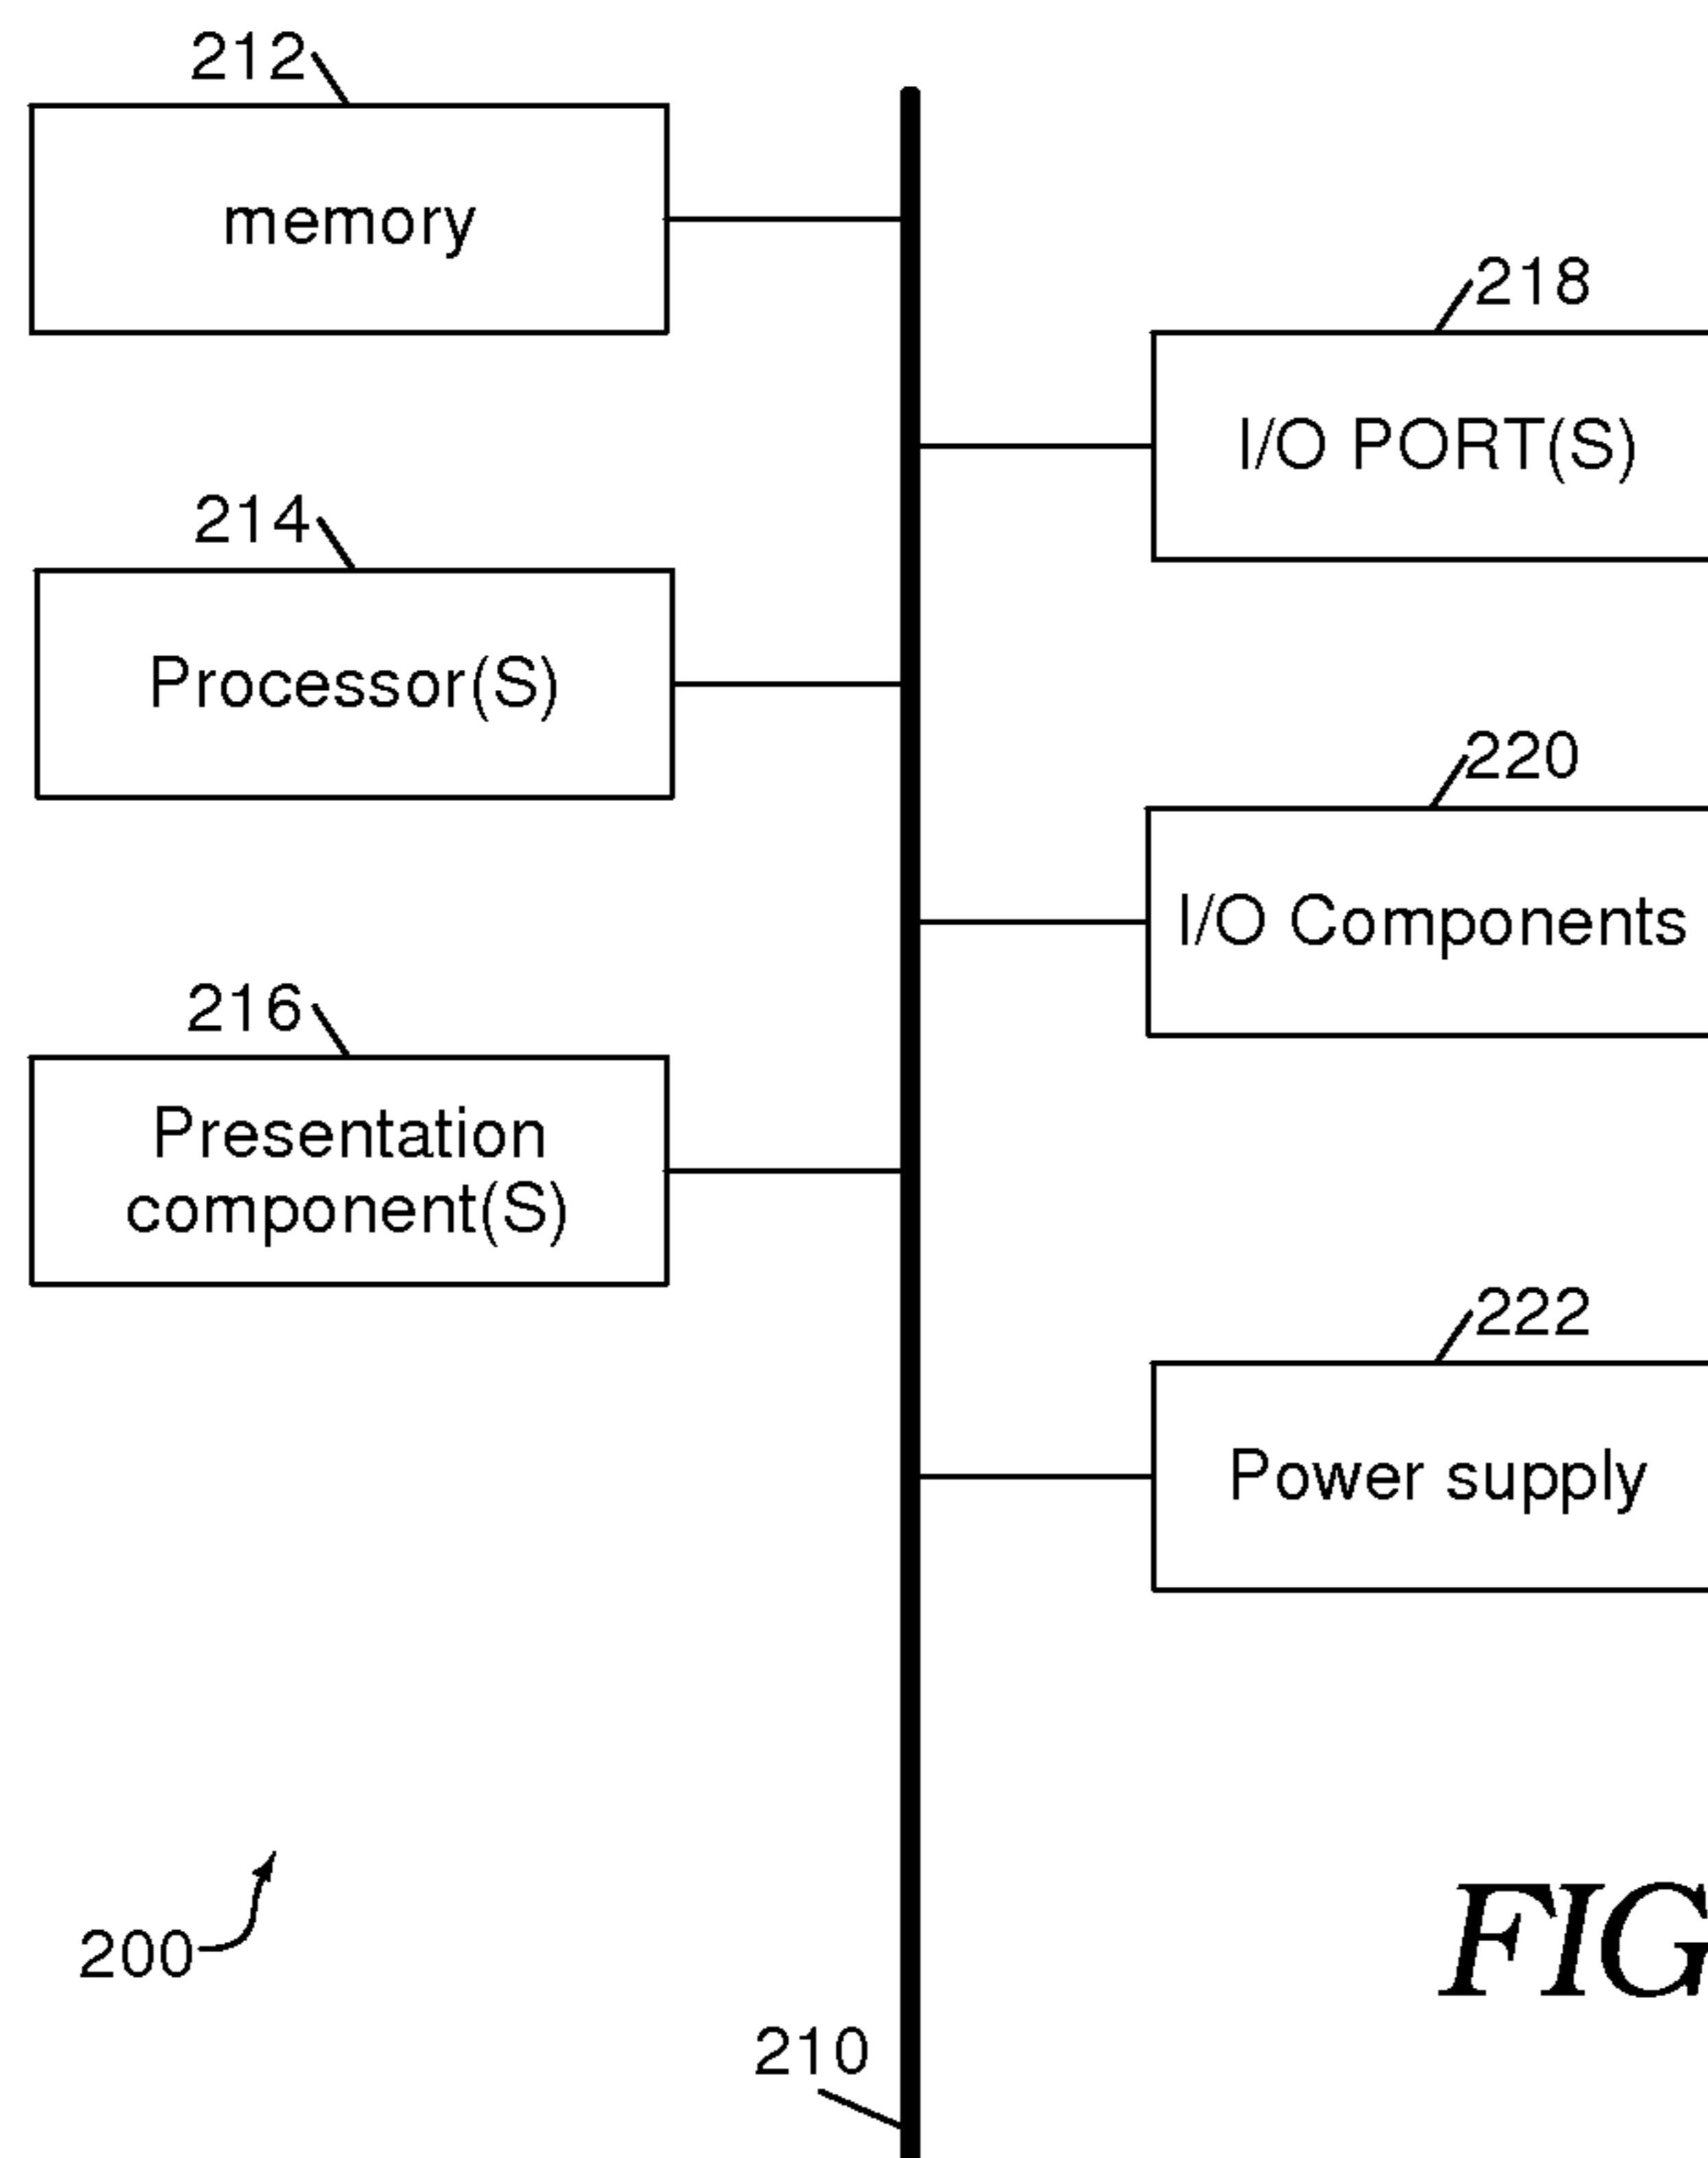 212
memory
218
I/O PORT(S)
214
Processor(S)
220
I/O Components
216
Presentation
component(S)
222
Power supply
200
FIG
210